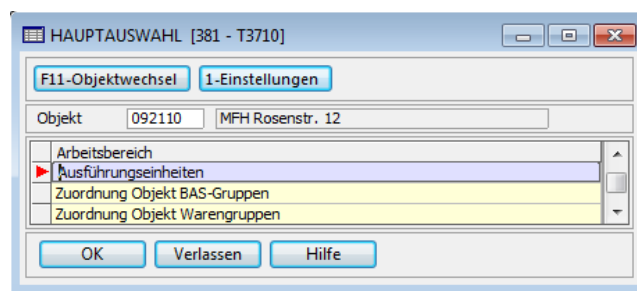 HAUPTAUSWAHL [381 - T3710]
F11-Objektwechsel 1-Einstellungen
Objekt 092110 MFH Rosenstr. 12
Arbeitsbereich
Ausführungseinheiten
Zuordnung Objekt BAS-Gruppen
Zuordnung Objekt Warengruppen
OK Verlassen Hilfe